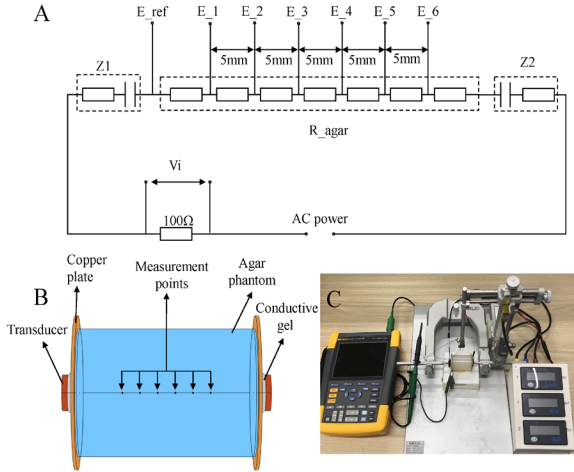 A
E_ref E_1 E_2 E_3 E_4 E_5 E_6
5mm 5mm 5mm 5mm 5mm
Z1 Z2
R_agar
Vi
100Ω AC power
B
Copper plate
Measurement points
Agar phantom
Conductive gel
Transducer
C